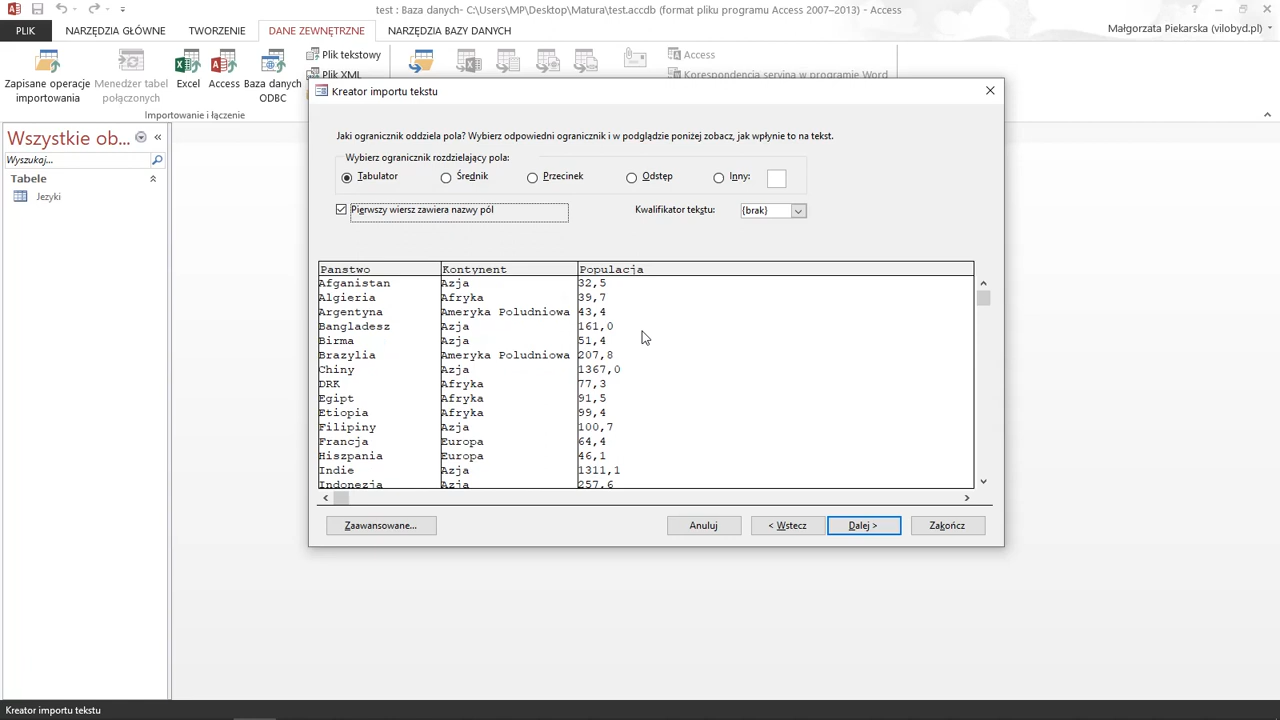 test : Baza danych- C:\Users\MP\Desktop\Matura\test.accdb (format pliku programu Access 2007–2013) - Access
PLIK NARZĘDZIA GŁÓWNE TWORZENIE DANE ZEWNĘTRZNE NARZĘDZIA BAZY DANYCH Małgorzata Piekarska (vilobyd.pl)
Zapisane operacje importowania
Menedżer tabel połączonych
Excel
Access
Baza danych ODBC
Plik tekstowy
Plik XML
Access
Korespondencja seryjna w programie Word
Importowanie i łączenie
Wszystkie ob...
Wyszukaj...
Tabele
Jezyki
Kreator importu tekstu
Jaki ogranicznik oddziela pola? Wybierz odpowiedni ogranicznik i w podglądzie poniżej zobacz, jak wpłynie to na tekst.
Wybierz ogranicznik rozdzielający pola:
Tabulator Średnik Przecinek Odstęp Inny:
Pierwszy wiersz zawiera nazwy pól Kwalifikator tekstu: {brak}
Panstwo Kontynent Populacja
Afganistan Azja 32,5
Algieria Afryka 39,7
Argentyna Ameryka Poludniowa 43,4
Bangladesz Azja 161,0
Birma Azja 51,4
Brazylia Ameryka Poludniowa 207,8
Chiny Azja 1367,0
DRK Afryka 77,3
Egipt Afryka 91,5
Etiopia Afryka 99,4
Filipiny Azja 100,7
Francja Europa 64,4
Hiszpania Europa 46,1
Indie Azja 1311,1
Indonezja Azja 257,6
Zaawansowane... Anuluj < Wstecz Dalej > Zakończ
Kreator importu tekstu